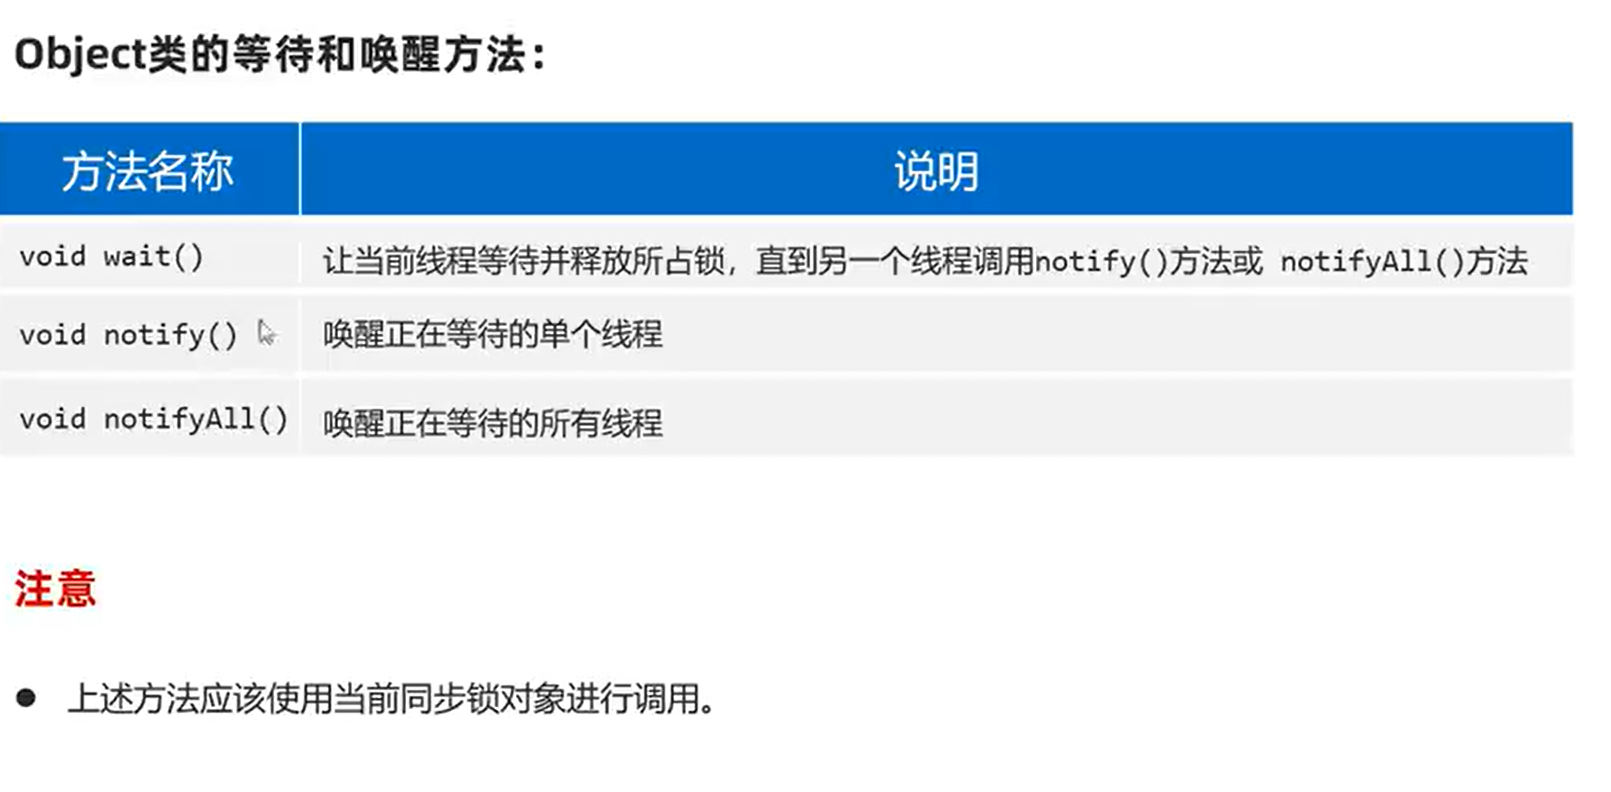 Object类的等待和唤醒方法：
方法名称 说明
void wait() 让当前线程等待并释放所占锁，直到另一个线程调用notify()方法或 notifyAll()方法
void notify() 唤醒正在等待的单个线程
void notifyAll() 唤醒正在等待的所有线程
注意
● 上述方法应该使用当前同步锁对象进行调用。